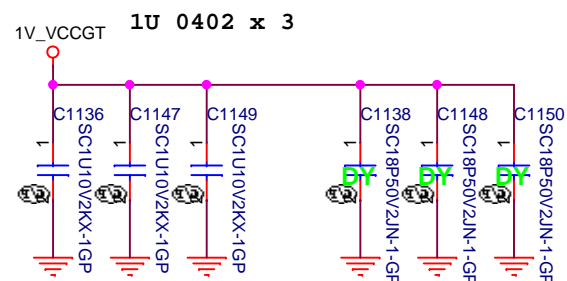 1U 0402 x 3
1V_VCCGT
C1136
C1147
C1149
C1138
C1148
C1150
1
1
1
1
1
1
SC1U10V2KX-1GP
SC1U10V2KX-1GP
SC1U10V2KX-1GP
SC18P50V2JN-1-GP
SC18P50V2JN-1-GP
SC18P50V2JN-1-GP
DY
DY
DY